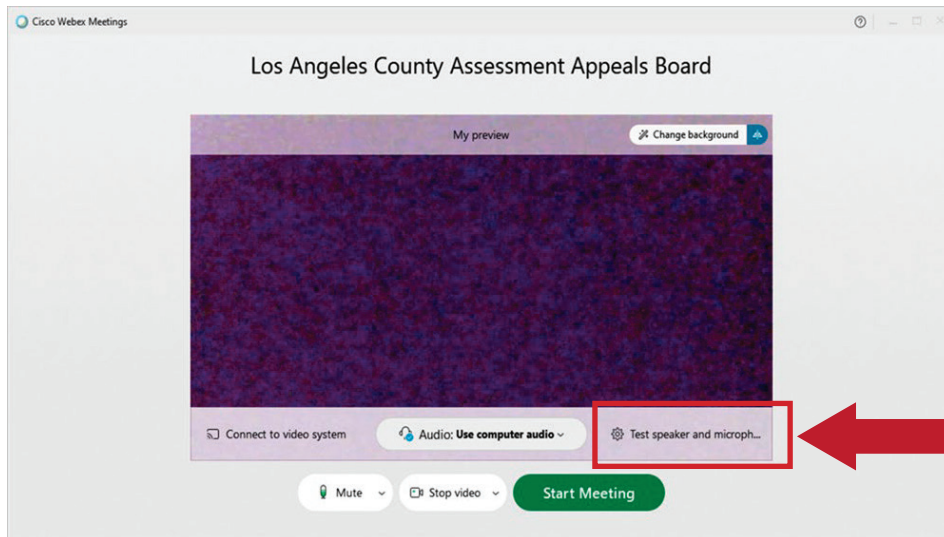 Cisco Webex Meetings
Los Angeles County Assessment Appeals Board
My preview
Change background
Connect to video system
Audio: Use computer audio
Test speaker and microph...
Mute
Stop video
Start Meeting